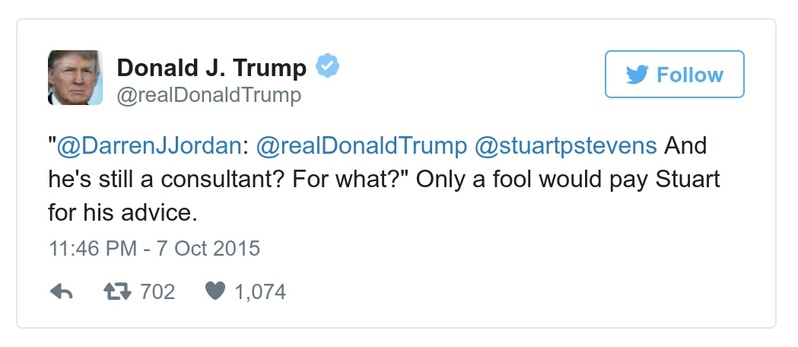 Donald J. Trump
@realDonaldTrump
Follow
"@DarrenJJordan: @realDonaldTrump @stuartpstevens And
he's still a consultant? For what?" Only a fool would pay Stuart
for his advice.
11:46 PM - 7 Oct 2015
702 1,074